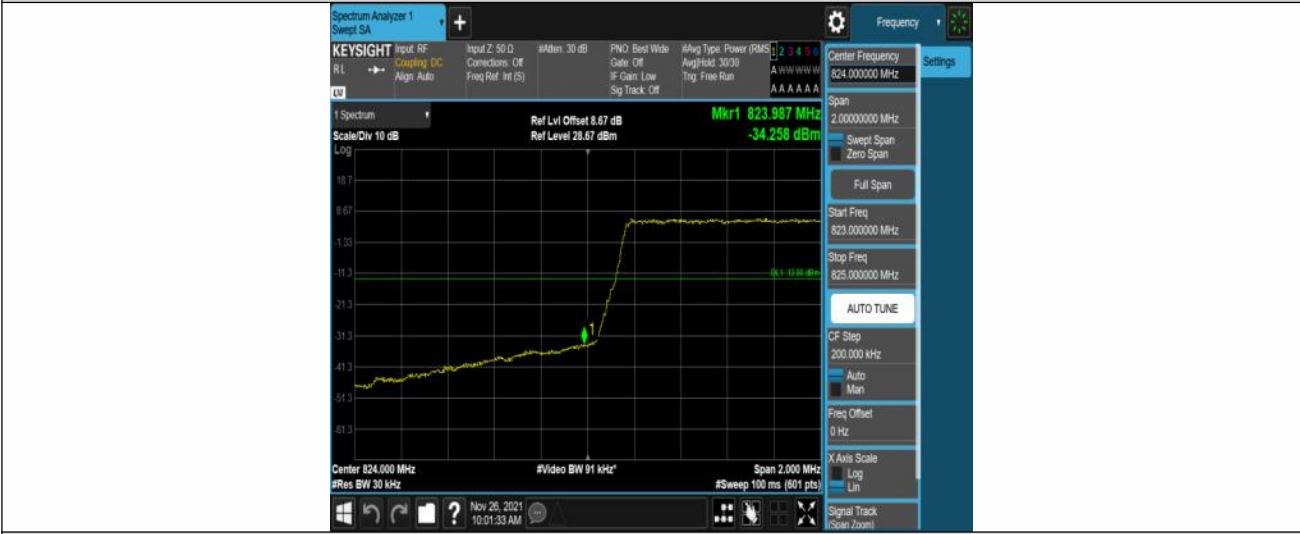 Spectrum Analyzer 1
Swept SA
+
Frequency
KEYSIGHT
Input: RF
Input Z: 50 Ω
#Atten: 30 dB
PNO: Best Wide
#Avg Type: Power (RMS
1 2 3 4 5 6
RL
Coupling: DC
Corrections: Off
Gate: Off
Avg|Hold: 30/30
A W W W W W
Align: Auto
Freq Ref: Int (S)
IF Gain: Low
Trig: Free Run
Sig Track: Off
A A A A A A
Center Frequency
824.000000 MHz
Settings
1 Spectrum
Ref Lvl Offset 8.67 dB
Mkr1 823.987 MHz
Scale/Div 10 dB
Ref Level 28.67 dBm
-34.258 dBm
Log
18.7
8.67
-1.33
-11.3
-21.3
-31.3
-41.3
-51.3
-61.3
DL1 -13.00 dBm
1
Center 824.000 MHz
#Video BW 91 kHz*
Span 2.000 MHz
#Res BW 30 kHz
#Sweep 100 ms (601 pts)
Span
2.00000000 MHz
Swept Span
Zero Span
Full Span
Start Freq
823.000000 MHz
Stop Freq
825.000000 MHz
AUTO TUNE
CF Step
200.000 kHz
Auto
Man
Freq Offset
0 Hz
X Axis Scale
Log
Lin
Signal Track
(Span Zoom)
?
Nov 26, 2021
10:01:33 AM